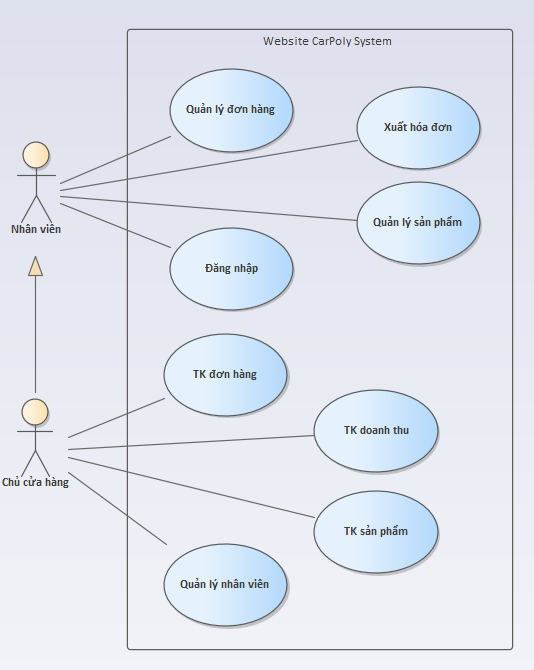 Website CarPoly System
Quản lý đơn hàng
Xuất hóa đơn
Nhân viên
Quản lý sản phẩm
Đăng nhập
TK đơn hàng
TK doanh thu
Chủ cửa hàng
TK sản phẩm
Quản lý nhân viên